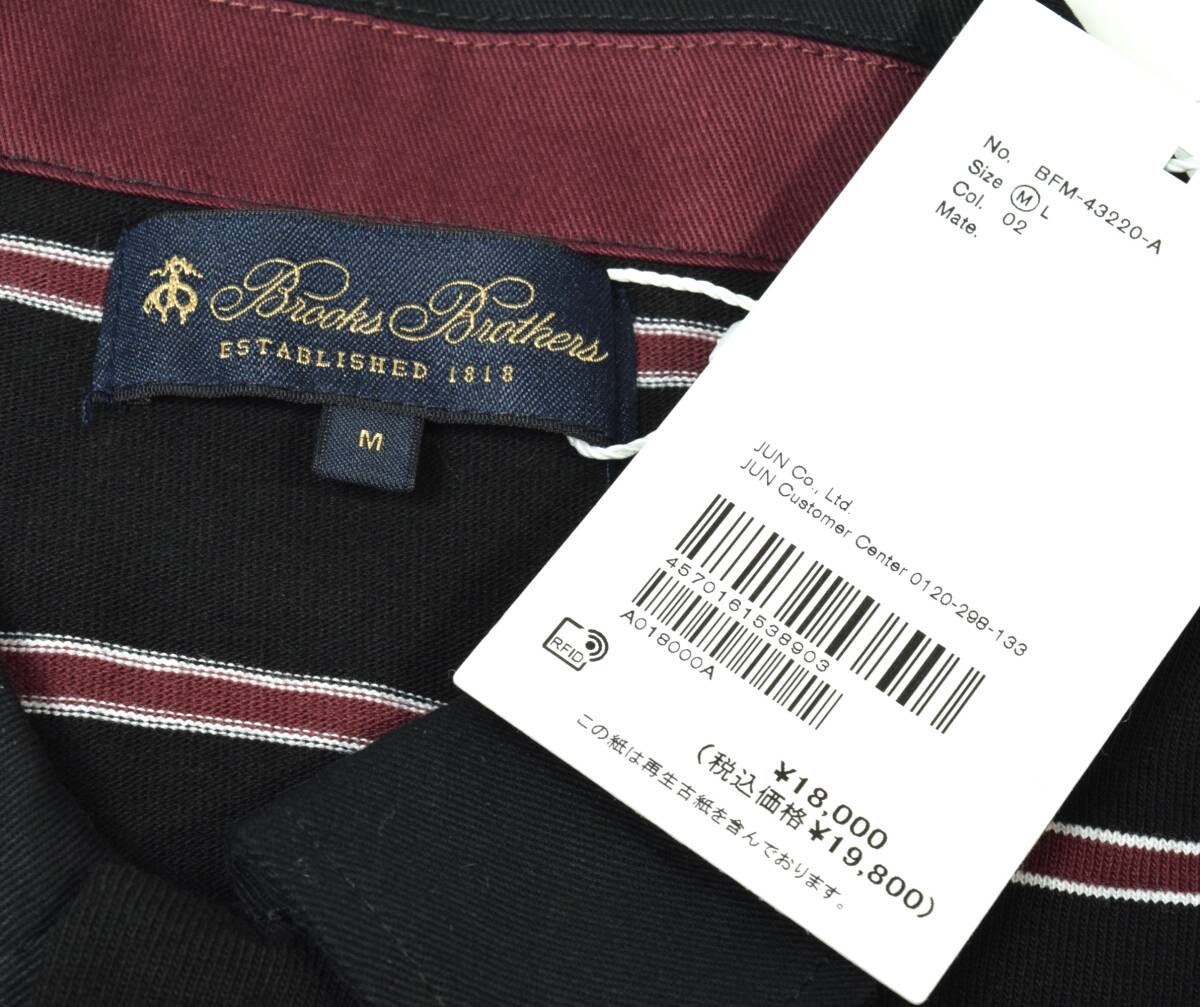 Brooks Brothers
ESTABLISHED 1818
M
No. BFM-43220-A
Size M L
Col. 02
Mate.
JUN Co., Ltd.
JUN Customer Center 0120-298-133
4570161538903
A018000A
RFID
¥18,000
(税込価格¥19,800)
この紙は再生古紙を含んでおります。